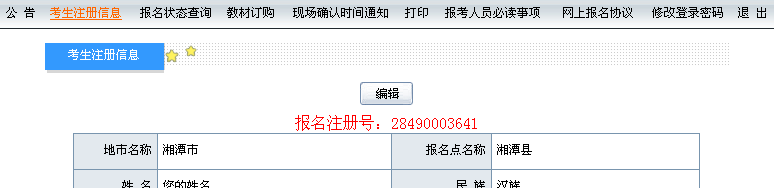 公 告 考生注册信息 报名状态查询 教材订购 现场确认时间通知 打印 报考人员必读事项 网上报名协议 修改登录密码 退 出
考生注册信息
编辑
报名注册号：28490003641
地市名称 湘潭市 报名点名称 湘潭县
姓 名 您的姓名 民 族 汉族